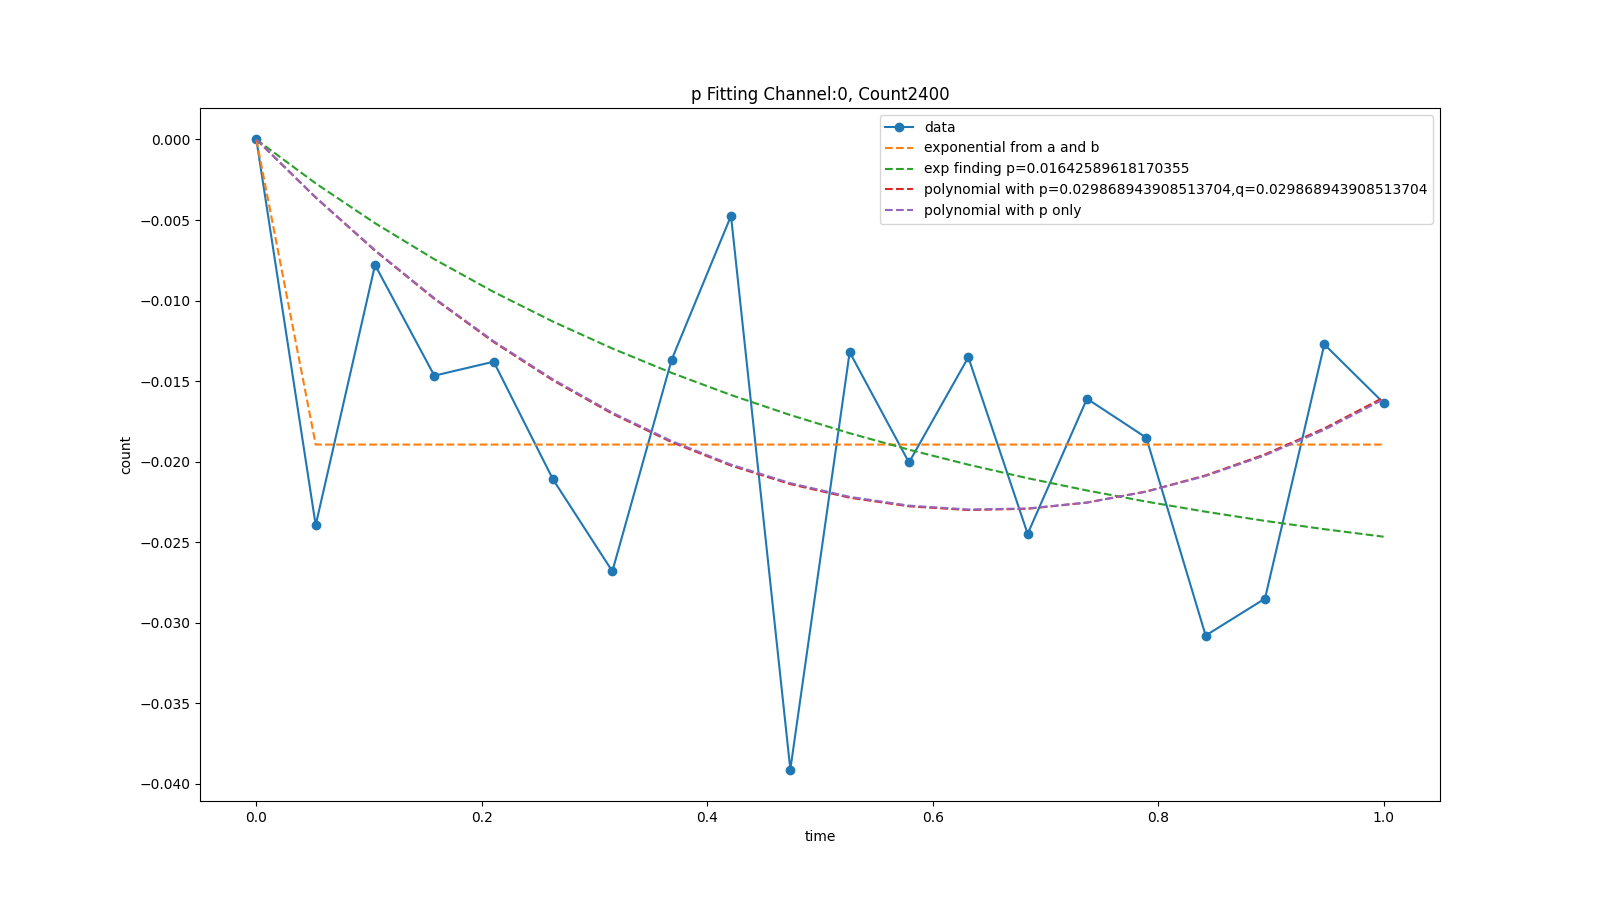 p Fitting Channel:0, Count2400
data
exponential from a and b
exp finding p=0.01642589618170355
polynomial with p=0.029868943908513704,q=0.029868943908513704
polynomial with p only
count
0.000
−0.005
−0.010
−0.015
−0.020
−0.025
−0.030
−0.035
−0.040
0.0 0.2 0.4 0.6 0.8 1.0
time